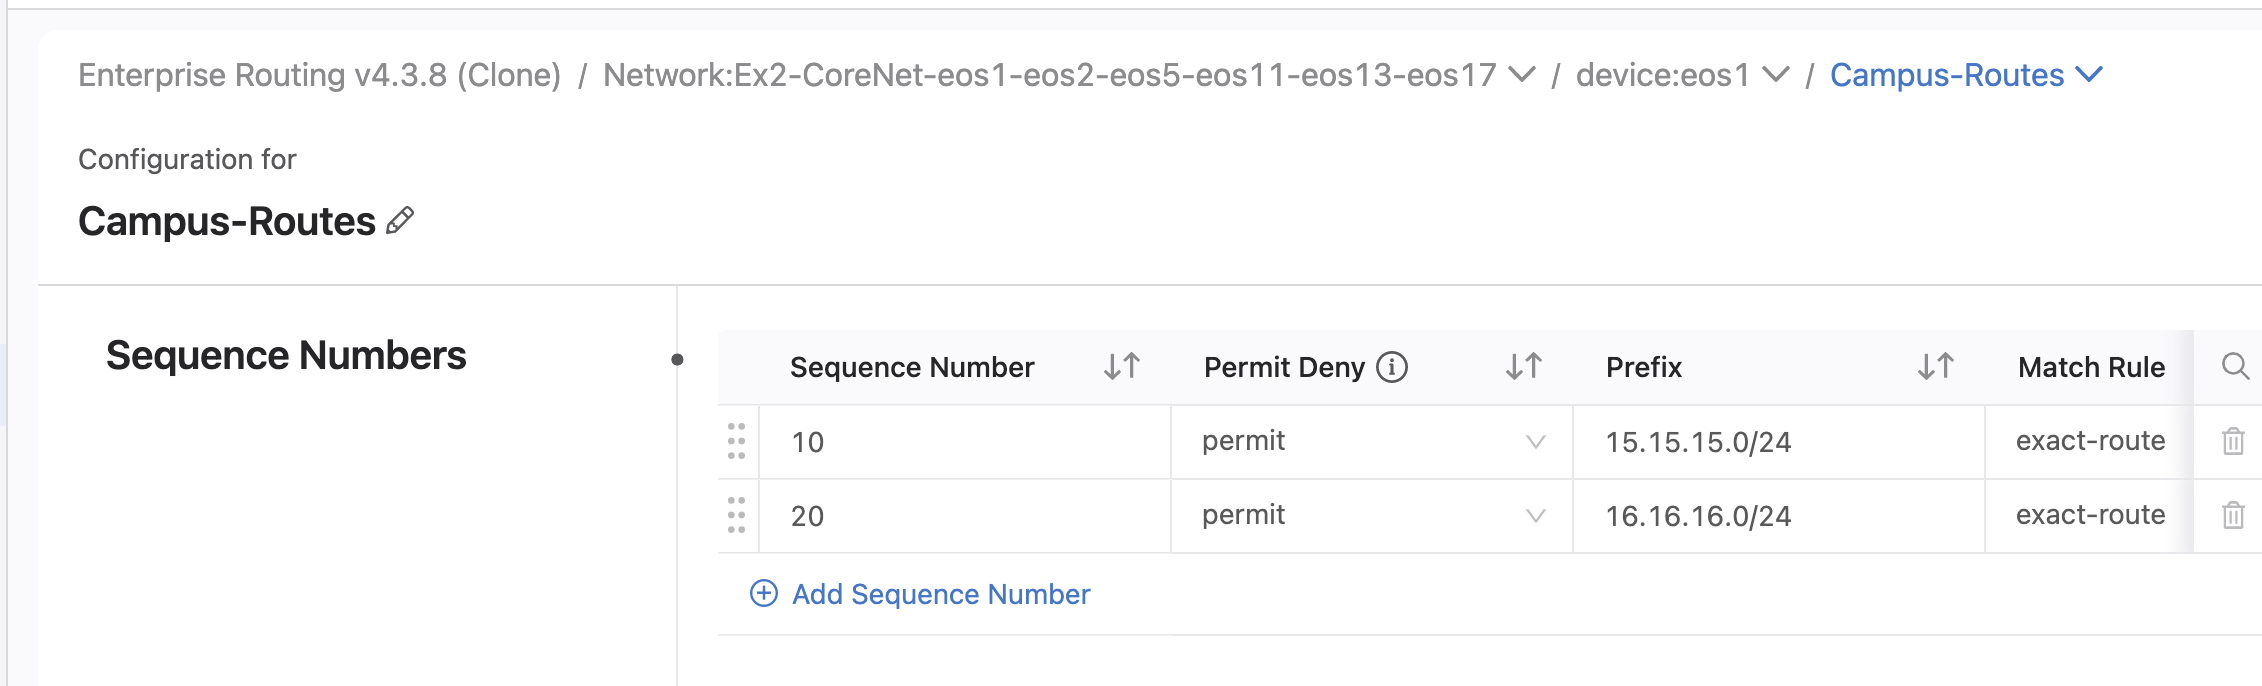 Enterprise Routing v4.3.8 (Clone) / Network:Ex2-CoreNet-eos1-eos2-eos5-eos11-eos13-eos17 / device:eos1 / Campus-Routes
Configuration for
Campus-Routes
Sequence Numbers
Sequence Number Permit Deny Prefix Match Rule
10 permit 15.15.15.0/24 exact-route
20 permit 16.16.16.0/24 exact-route
Add Sequence Number